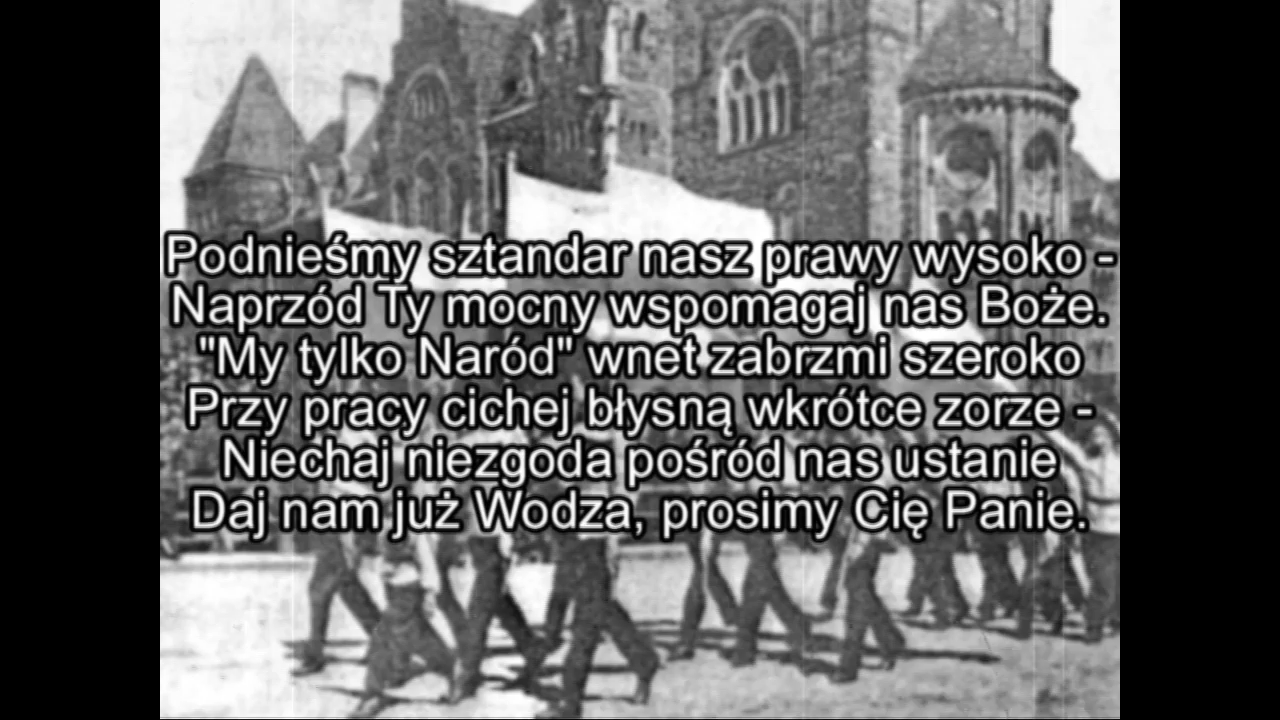 Podnieśmy sztandar nasz prawy wysoko -
Naprzód Ty mocny wspomagaj nas Boże.
"My tylko Naród" wnet zabrzmi szeroko
Przy pracy cichej błysną wkrótce zorze -
Niechaj niezgoda pośród nas ustanie
Daj nam już Wodza, prosimy Cię Panie.